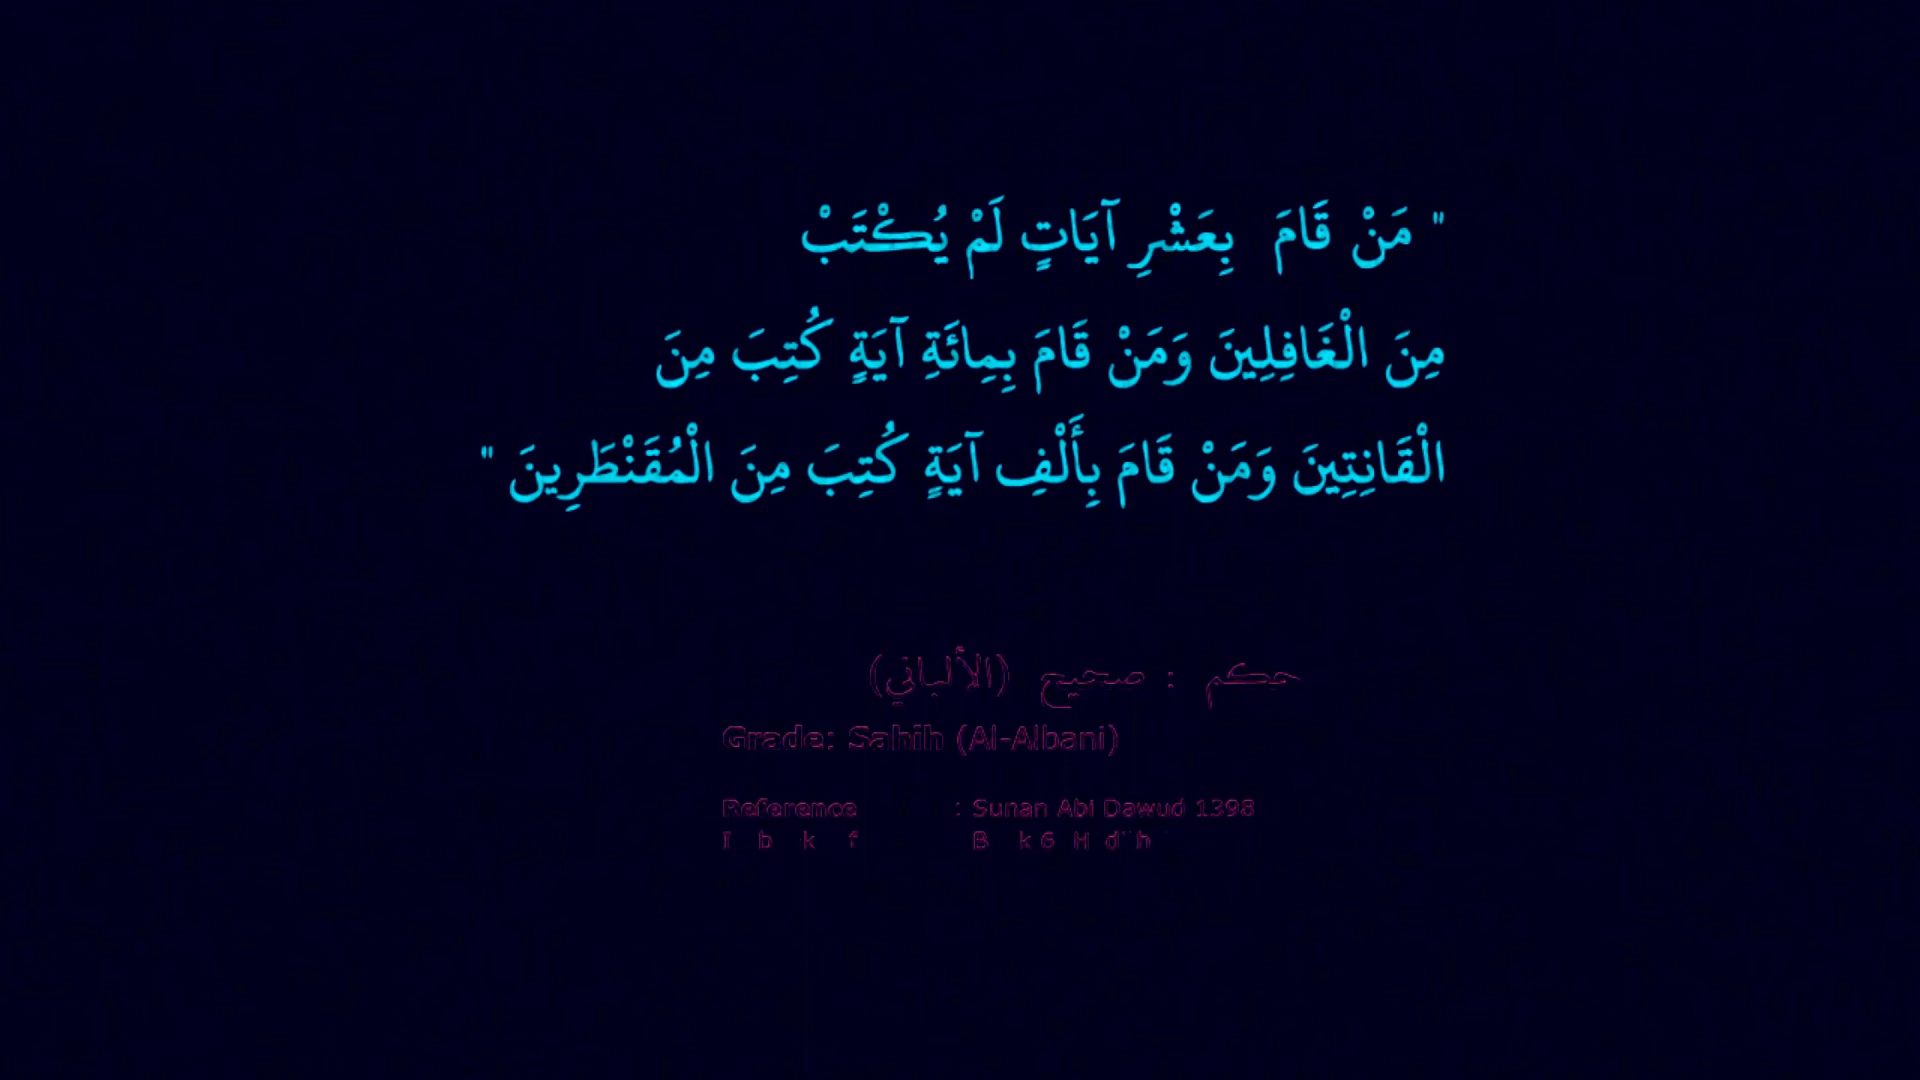 " مَنْ قَامَ بِعَشْرِ آيَاتٍ لَمْ يُكْتَبْ
مِنَ الْغَافِلِينَ وَمَنْ قَامَ بِمِائَةِ آيَةٍ كُتِبَ مِنَ
الْقَانِتِينَ وَمَنْ قَامَ بِأَلْفِ آيَةٍ كُتِبَ مِنَ الْمُقَنْطَرِينَ "
حكم : صحيح (الألباني)
Grade: Sahih (Al-Albani)
Reference : Sunan Abi Dawud 1398